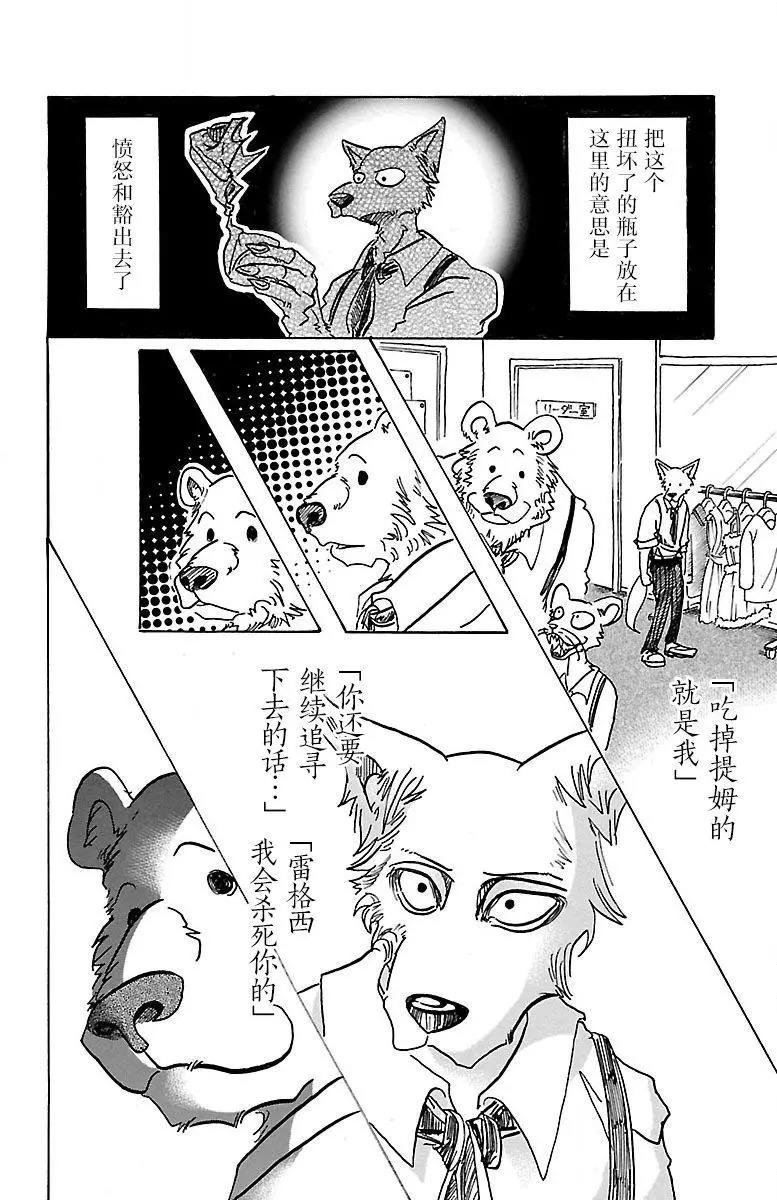 把这个
扭坏了的瓶子放在
这里的意思是
愤怒和豁出去了
リーダー室
「吃掉提姆的
就是我」
「你还要
继续追寻
下去的话…」
「雷格西
我会杀死你的」